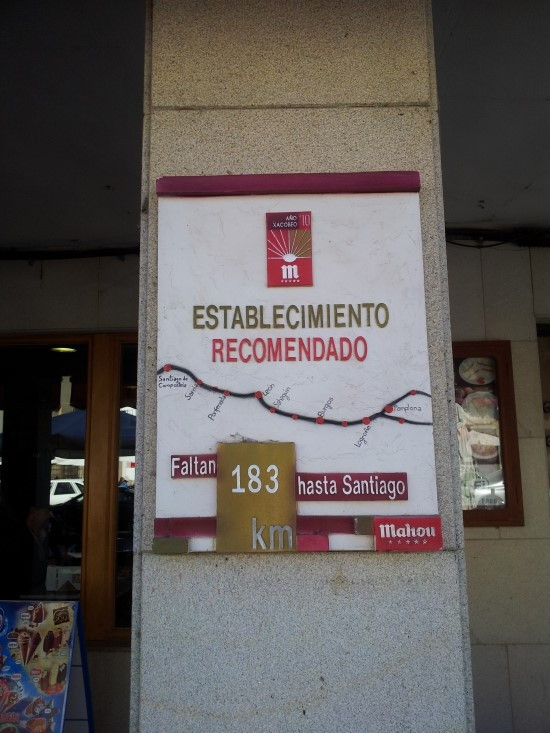 AÑO
XACOBEO 10
m
ESTABLECIMIENTO
RECOMENDADO
Santiago de
Compostela
Sarria
Ponferrada
León
Sahagún
Burgos
Logroño
Pamplona
Faltan 183 hasta Santiago
km
Mahou